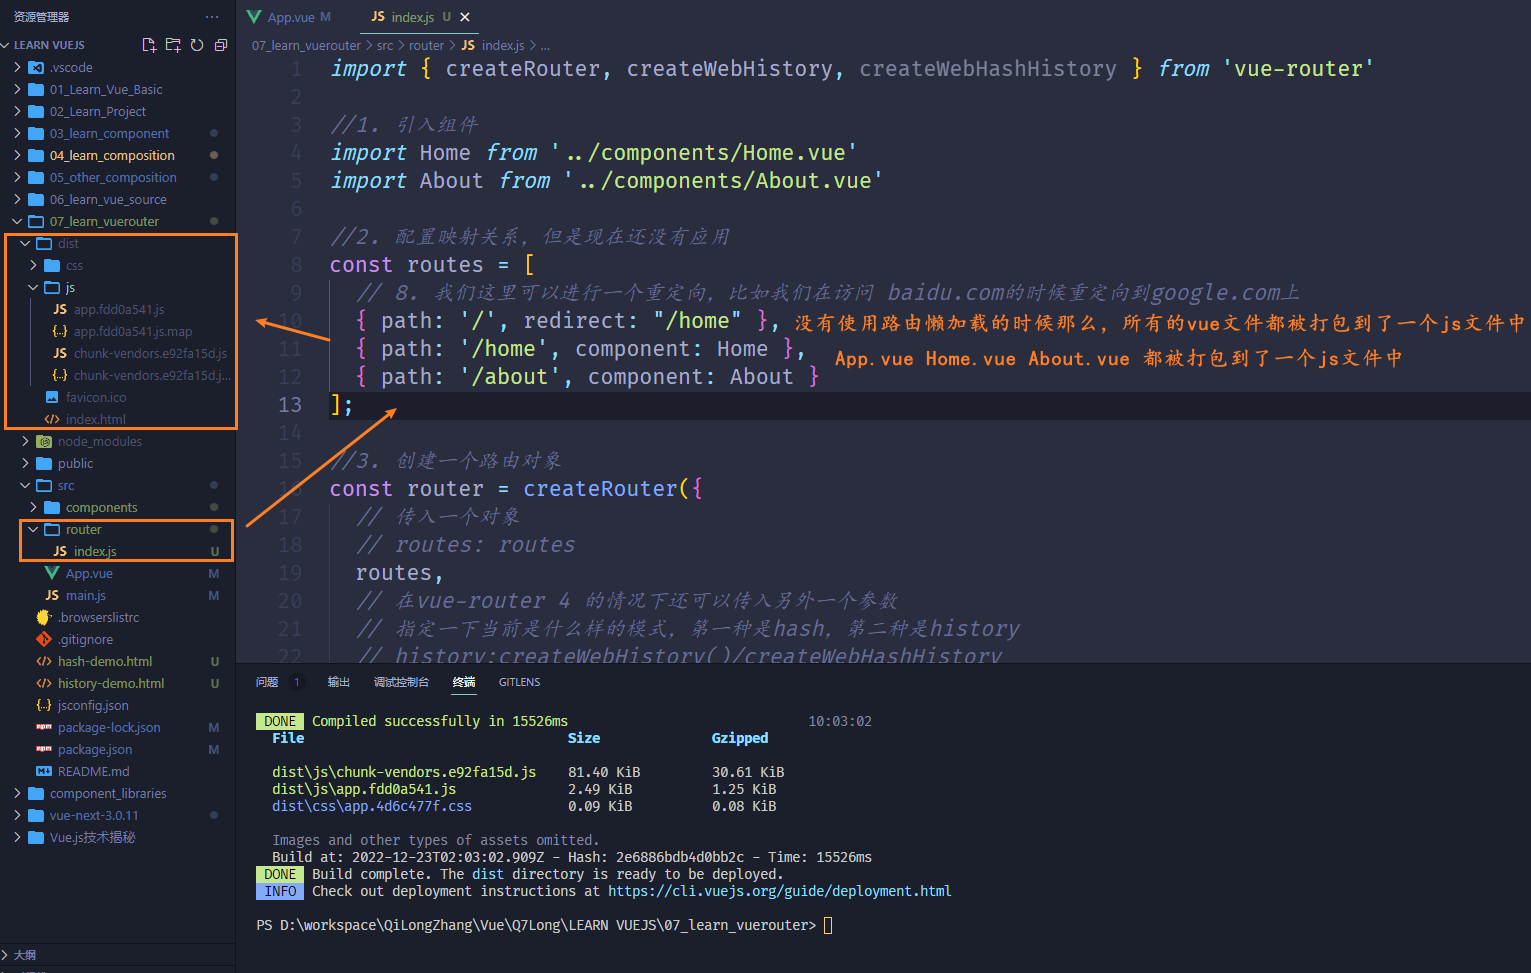 资源管理器
LEARN VUEJS
.vscode
01_Learn_Vue_Basic
02_Learn_Project
03_learn_component
04_learn_composition
05_other_composition
06_learn_vue_source
07_learn_vuerouter
dist
css
js
JS app.fdd0a541.js
{..} app.fdd0a541.js.map
JS chunk-vendors.e92fa15d.js
{..} chunk-vendors.e92fa15d.j...
favicon.ico
index.html
node_modules
public
src
components
router
JS index.js U
App.vue M
JS main.js M
.browserslistrc
.gitignore
hash-demo.html U
history-demo.html U
{..} jsconfig.json
package-lock.json M
package.json M
README.md
component_libraries
vue-next-3.0.11
Vue.js技术揭秘
大纲
App.vue M JS index.js U
07_learn_vuerouter > src > router > JS index.js > ...
1 import { createRouter, createWebHistory, createWebHashHistory } from 'vue-router'
2
3 //1. 引入组件
4 import Home from '../components/Home.vue'
5 import About from '../components/About.vue'
6
7 //2. 配置映射关系, 但是现在还没有应用
8 const routes = [
9 // 8. 我们这里可以进行一个重定向, 比如我们在访问 baidu.com的时候重定向到google.com上
10 { path: '/', redirect: "/home" }, 没有使用路由懒加载的时候那么, 所有的vue文件都被打包到了一个js文件中
11 { path: '/home', component: Home }, App.vue Home.vue About.vue 都被打包到了一个js文件中
12 { path: '/about', component: About }
13 ];
14
15 //3. 创建一个路由对象
16 const router = createRouter({
17 // 传入一个对象
18 // routes: routes
19 routes,
20 // 在vue-router 4 的情况下还可以传入另外一个参数
21 // 指定一下当前是什么样的模式, 第一种是hash, 第二种是history
22 // history:createWebHistory()/createWebHashHistory
问题 1 输出 调试控制台 终端 GITLENS
DONE Compiled successfully in 15526ms 10:03:02
File Size Gzipped
dist\js\chunk-vendors.e92fa15d.js 81.40 KiB 30.61 KiB
dist\js\app.fdd0a541.js 2.49 KiB 1.25 KiB
dist\css\app.4d6c477f.css 0.09 KiB 0.08 KiB
Images and other types of assets omitted.
Build at: 2022-12-23T02:03:02.909Z - Hash: 2e6886bdb4d0bb2c - Time: 15526ms
DONE Build complete. The dist directory is ready to be deployed.
INFO Check out deployment instructions at https://cli.vuejs.org/guide/deployment.html
PS D:\workspace\QiLongZhang\Vue\Q7Long\LEARN VUEJS\07_learn_vuerouter>